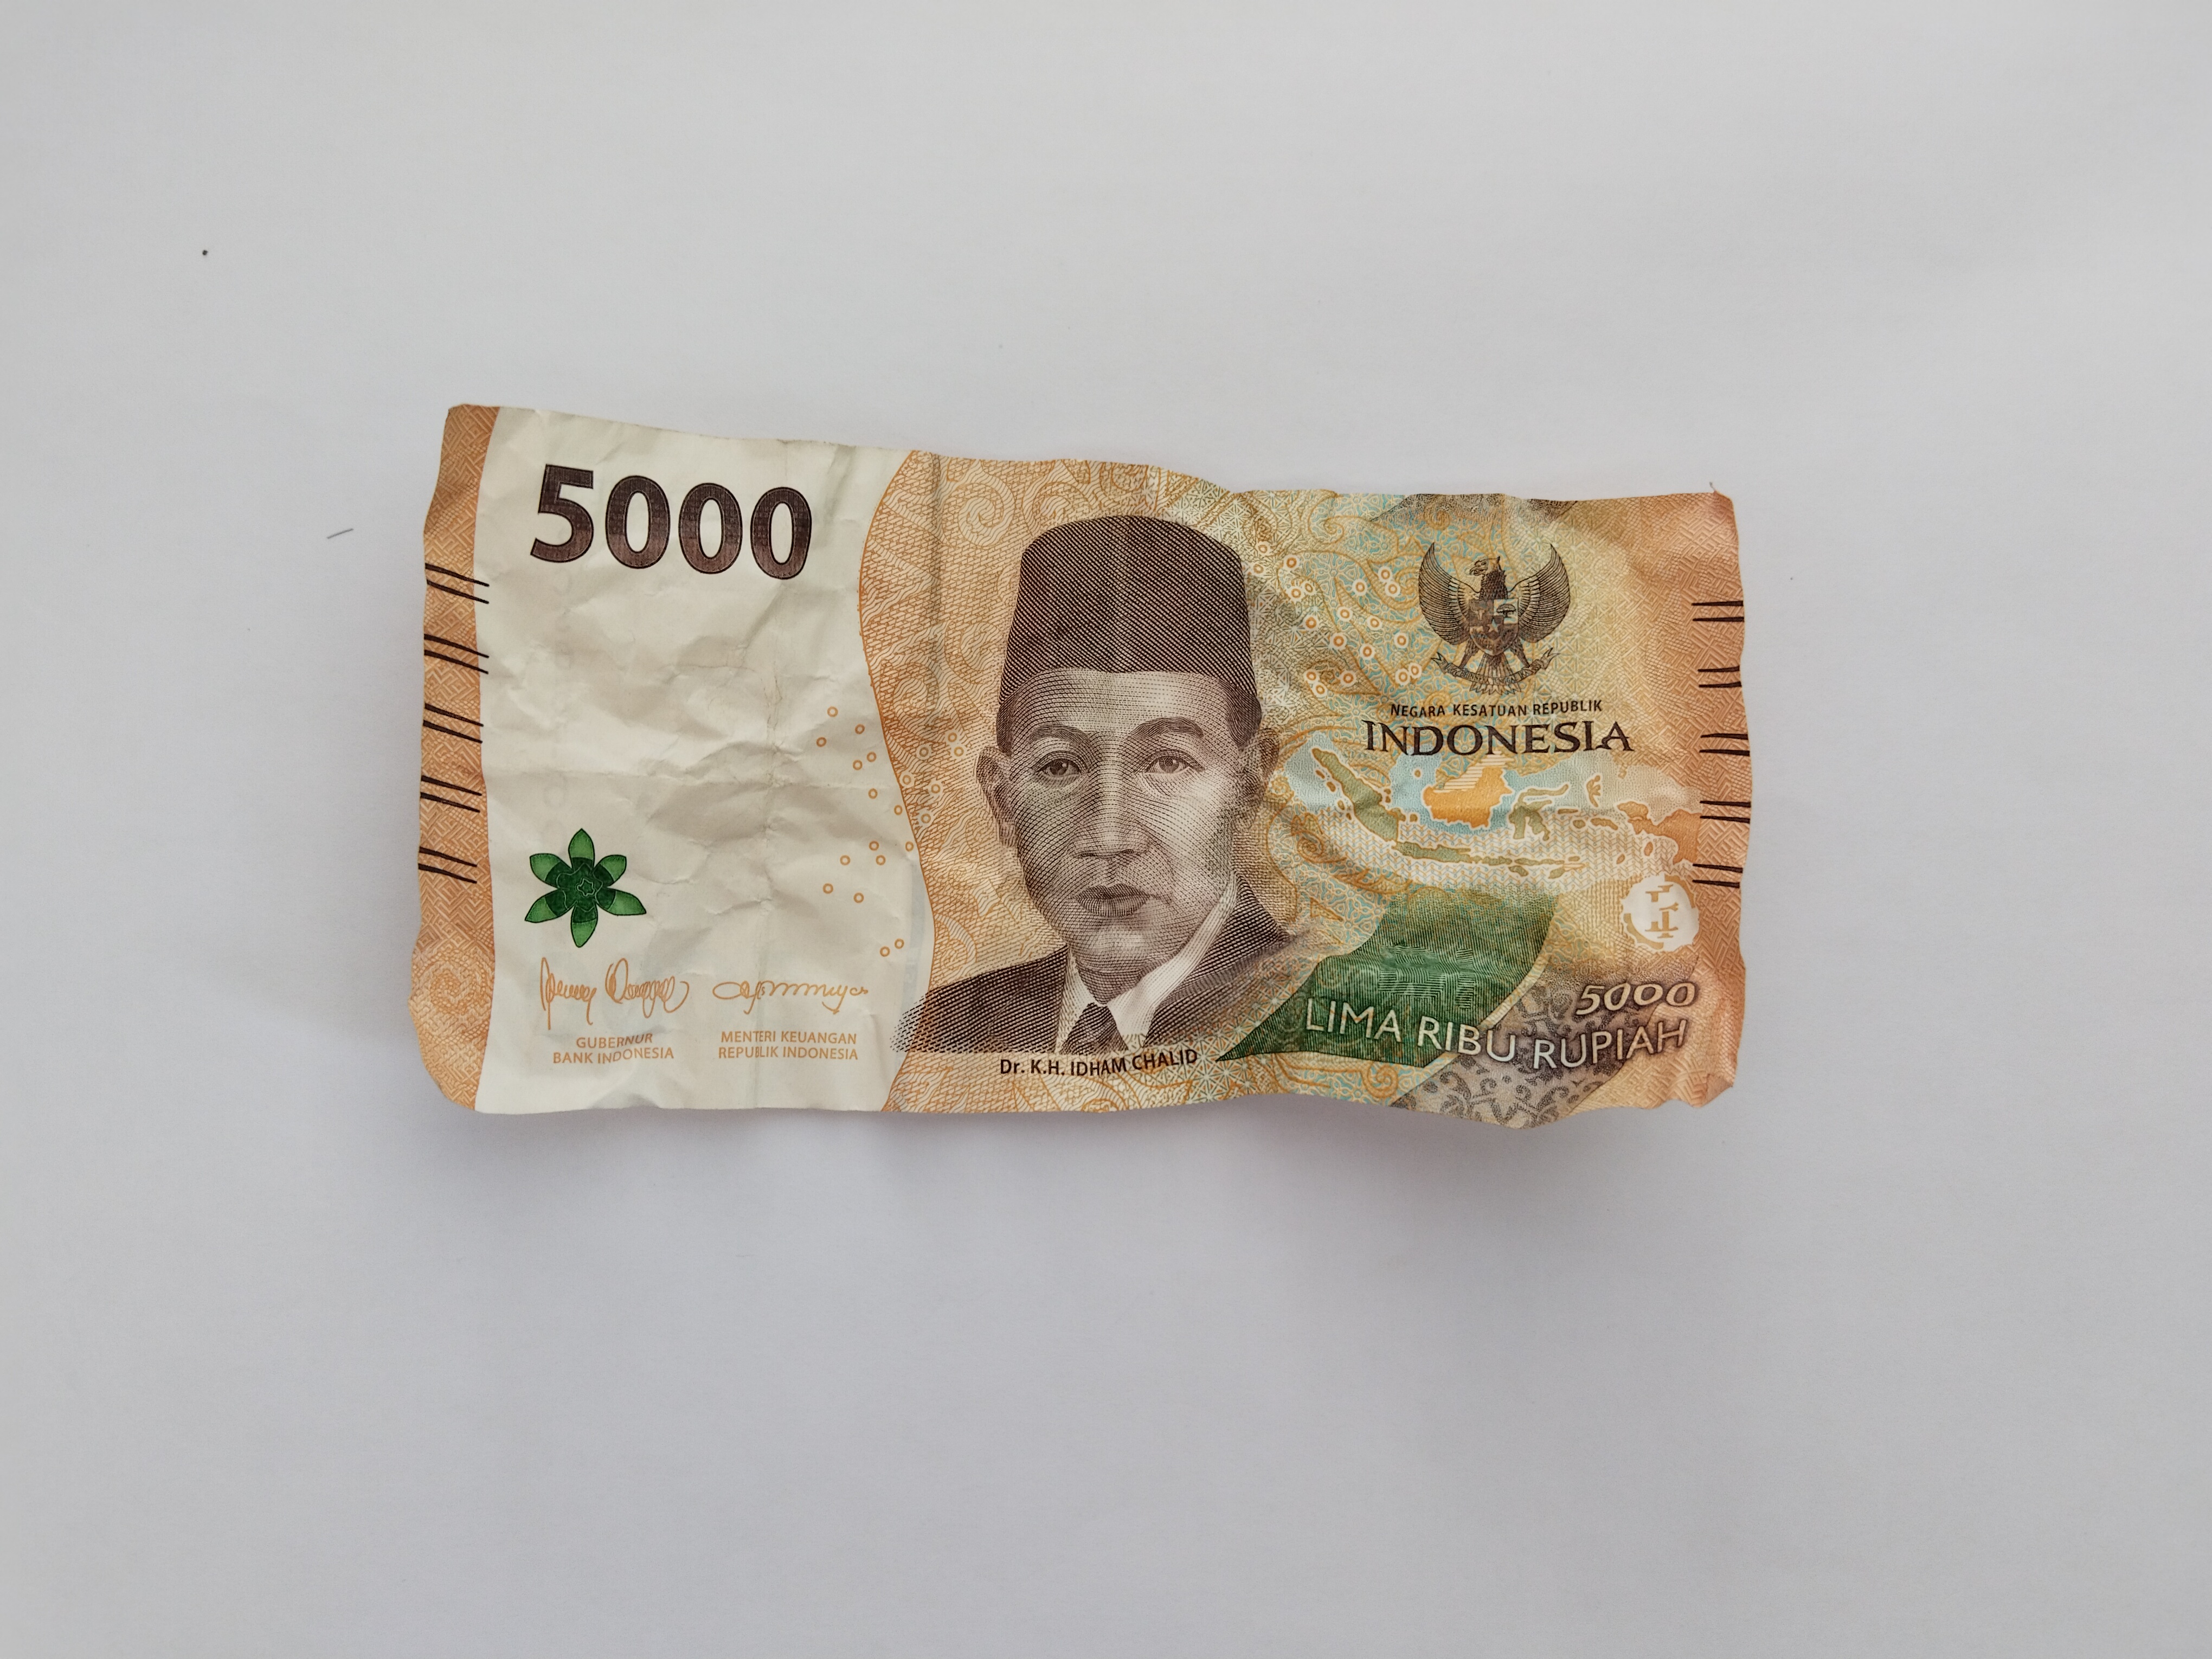 5000
NEGARA KESATUAN REPUBLIK
INDONESIA
GUBERNUR
BANK INDONESIA
MENTERI KEUANGAN
REPUBLIK INDONESIA
Dr. K.H. IDHAM CHALID
5000
LIMA RIBU RUPIAH